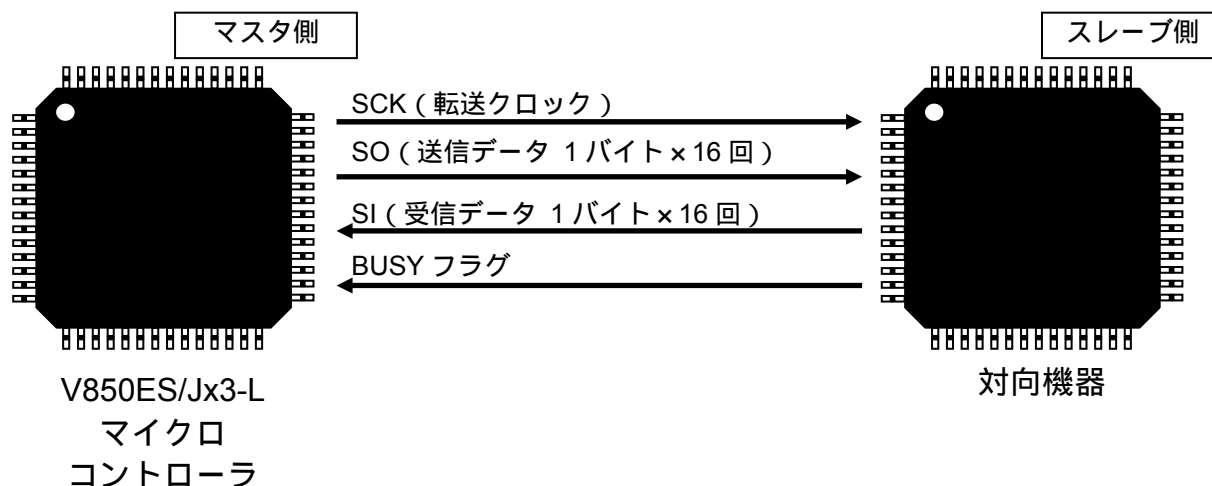 マスタ側
スレーブ側
SCK（転送クロック）
SO（送信データ 1 バイト×16 回）
SI（受信データ 1 バイト×16 回）
BUSY フラグ
V850ES/Jx3-L
マイクロ
コントローラ
対向機器